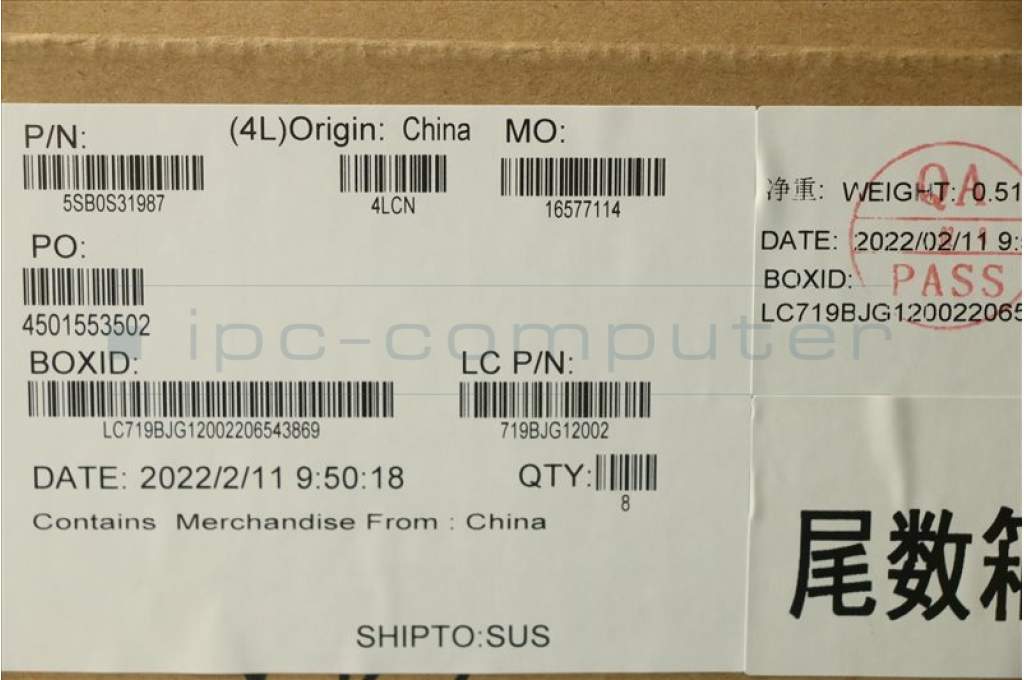 P/N:
5SB0S31987
(4L)Origin: China
4LCN
MO:
16577114
PO:
4501553502
BOXID:
LC719BJG12002206543869
LC P/N:
719BJG12002
DATE: 2022/2/11 9:50:18
QTY:
8
Contains Merchandise From : China
SHIPTO:SUS
净重: WEIGHT: 0.51
DATE: 2022/02/11 9:
BOXID:
LC719BJG120022065
QA
PASS
尾数箱
ipc-computer